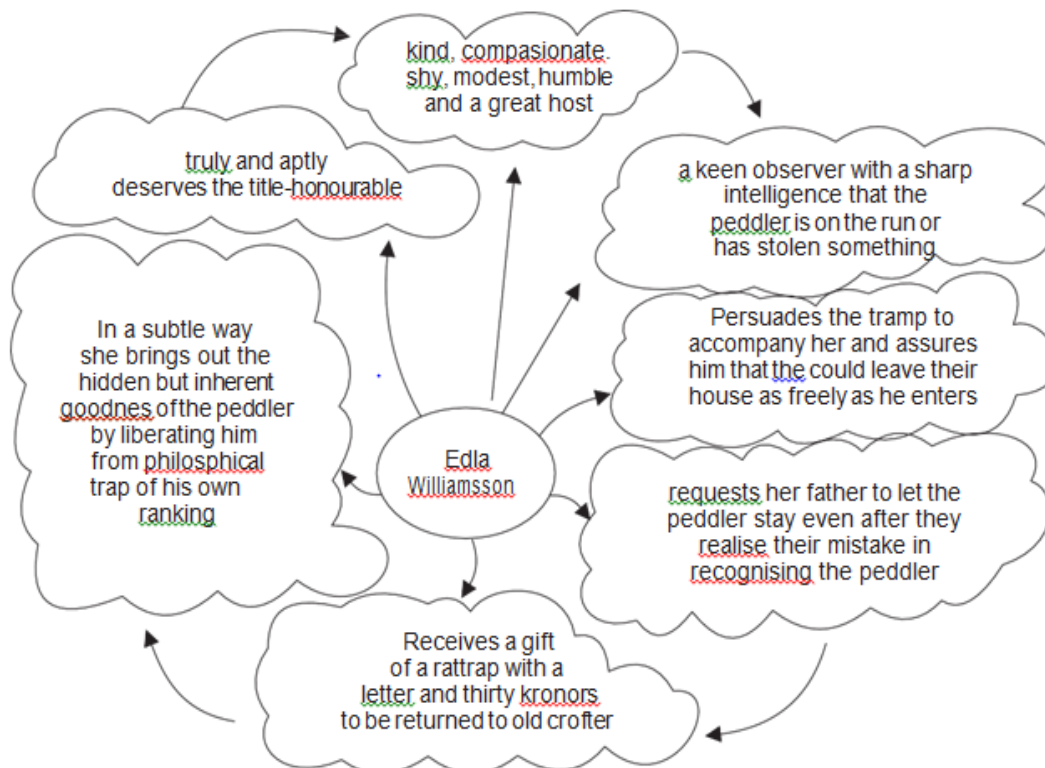 kind, compasionate.
shy, modest, humble
and a great host
truly and aptly
deserves the title-honourable
a keen observer with a sharp
intelligence that the
peddler is on the run or
has stolen something
In a subtle way
she brings out the
hidden but inherent
goodnes of the peddler
by liberating him
from philosphical
trap of his own
ranking
Persuades the tramp to
accompany her and assures
him that the could leave their
house as freely as he enters
Edla
Williamsson
requests her father to let the
peddler stay even after they
realise their mistake in
recognising the peddler
Receives a gift
of a rattrap with a
letter and thirty kronors
to be returned to old crofter